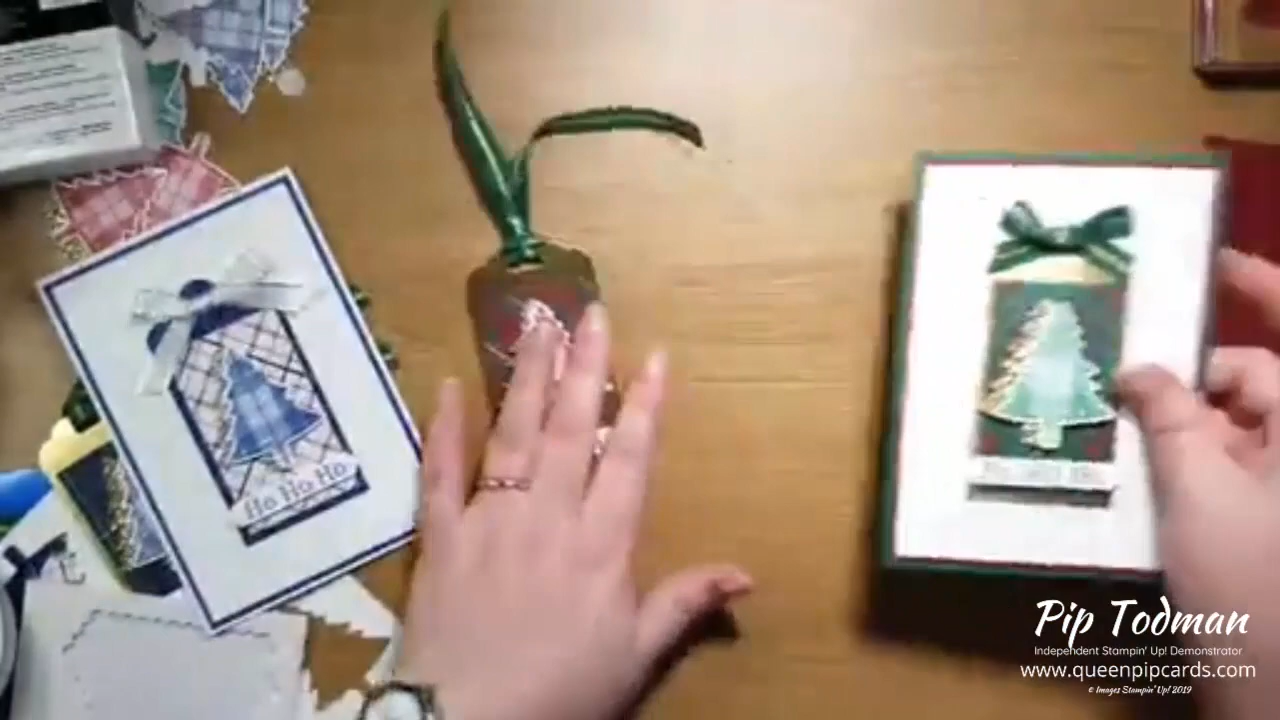 Ho Ho Ho
Pip Todman
Independent Stampin' Up! Demonstrator
www.queenpipcards.com
© Images Stampin' Up! 2019